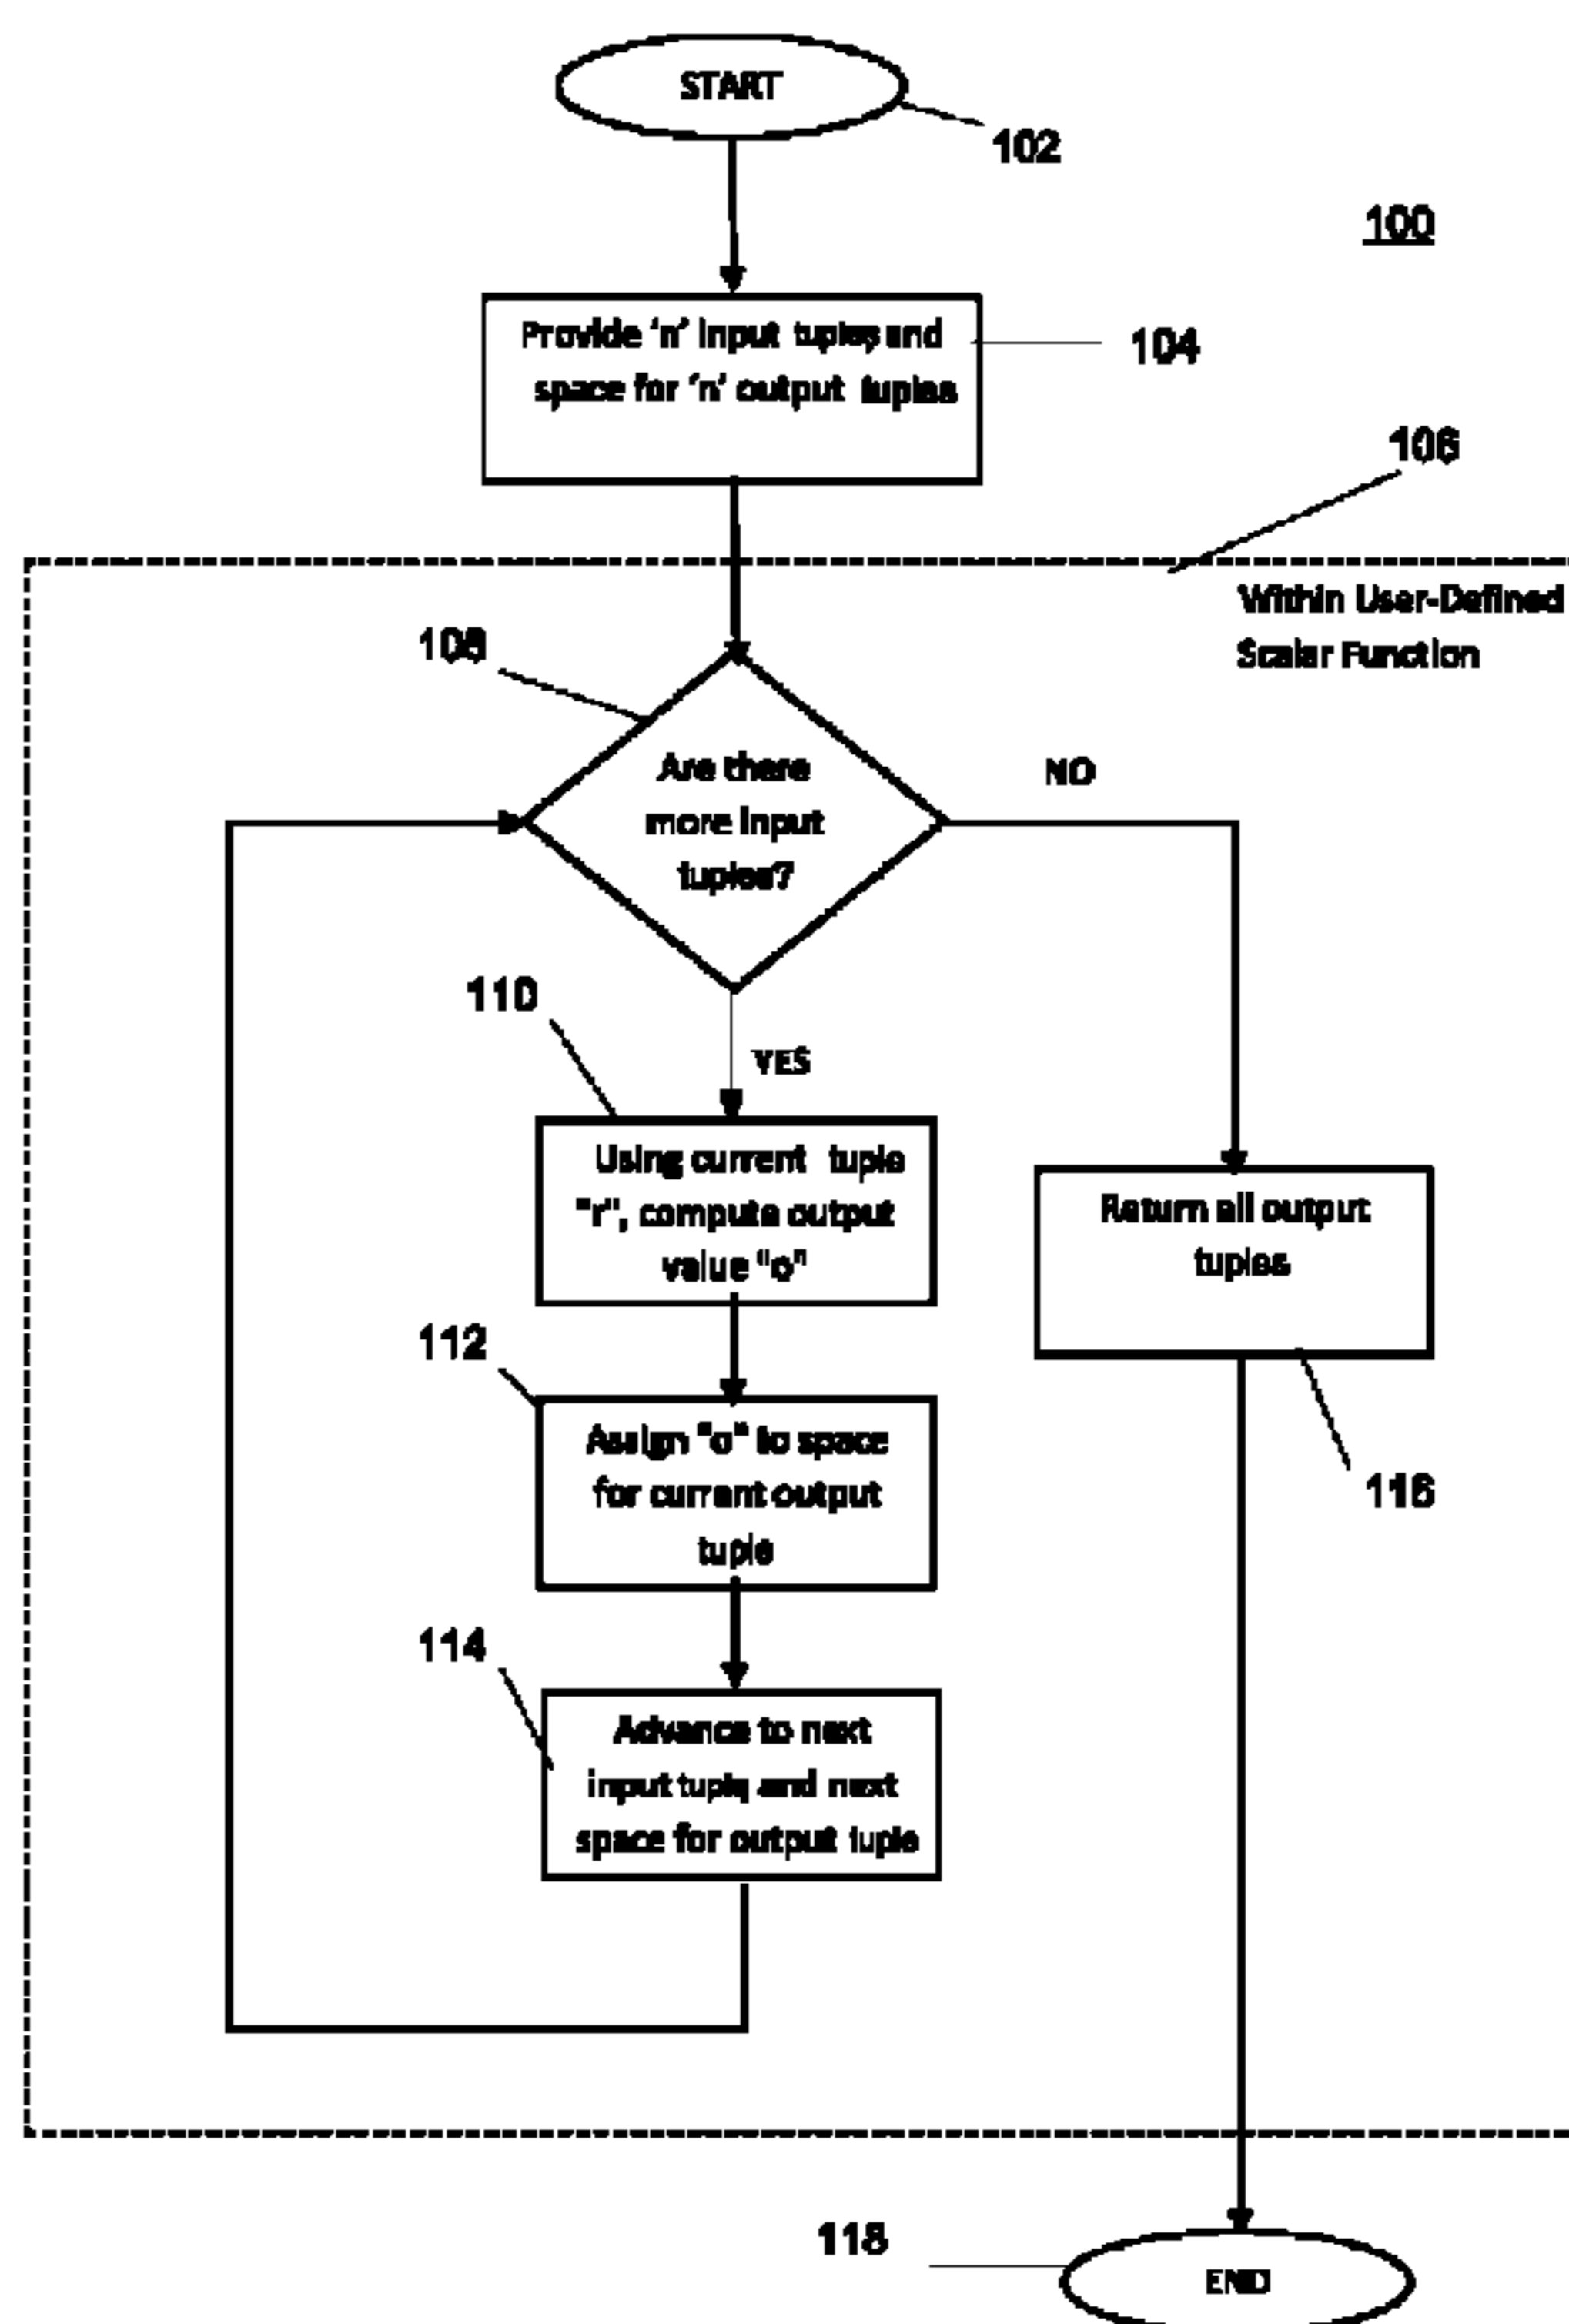 START
102
100
Provide 'n' input tuples and
space for 'n' output tuples
104
106
Within User-Defined
Scalar Function
108
Are there
more input
tuples?
NO
110
YES
Using current tuple
"r", compute output
value "o"
Return all output
tuples
112
Assign "o" to space
for current output
tuple
116
114
Advance to next
input tuple and next
space for output tuple
118
END